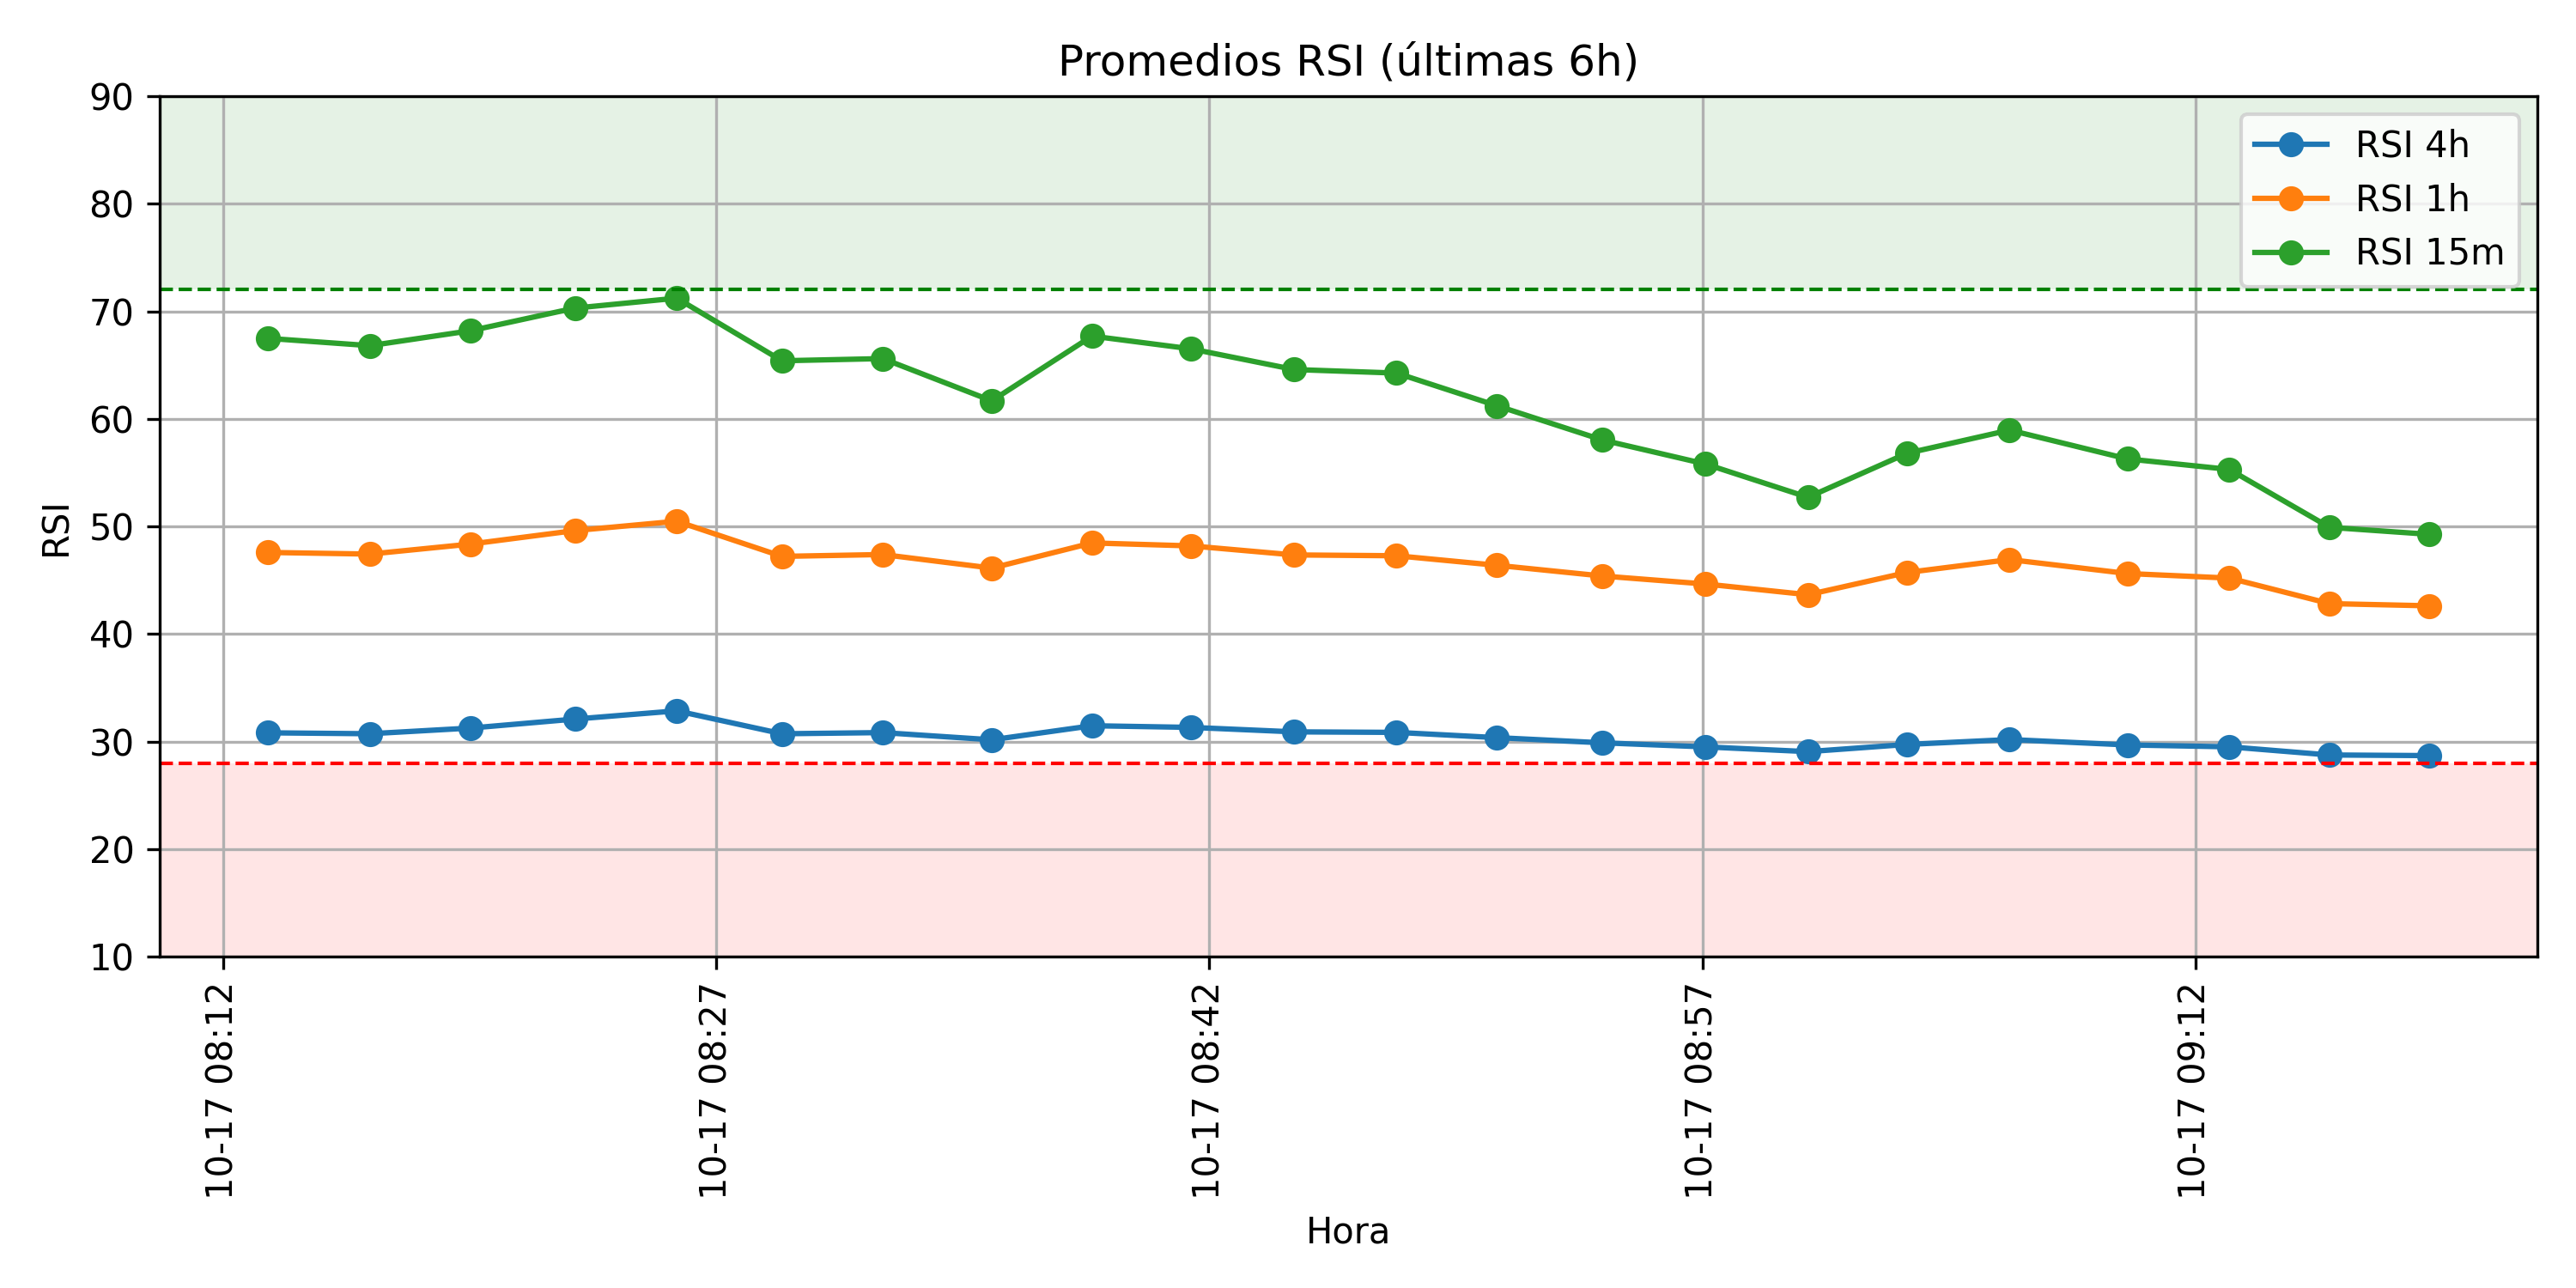 Promedios RSI (últimas 6h)
RSI 4h
RSI 1h
RSI 15m
RSI
90
80
70
60
50
40
30
20
10
10-17 08:12
10-17 08:27
10-17 08:42
10-17 08:57
10-17 09:12
Hora